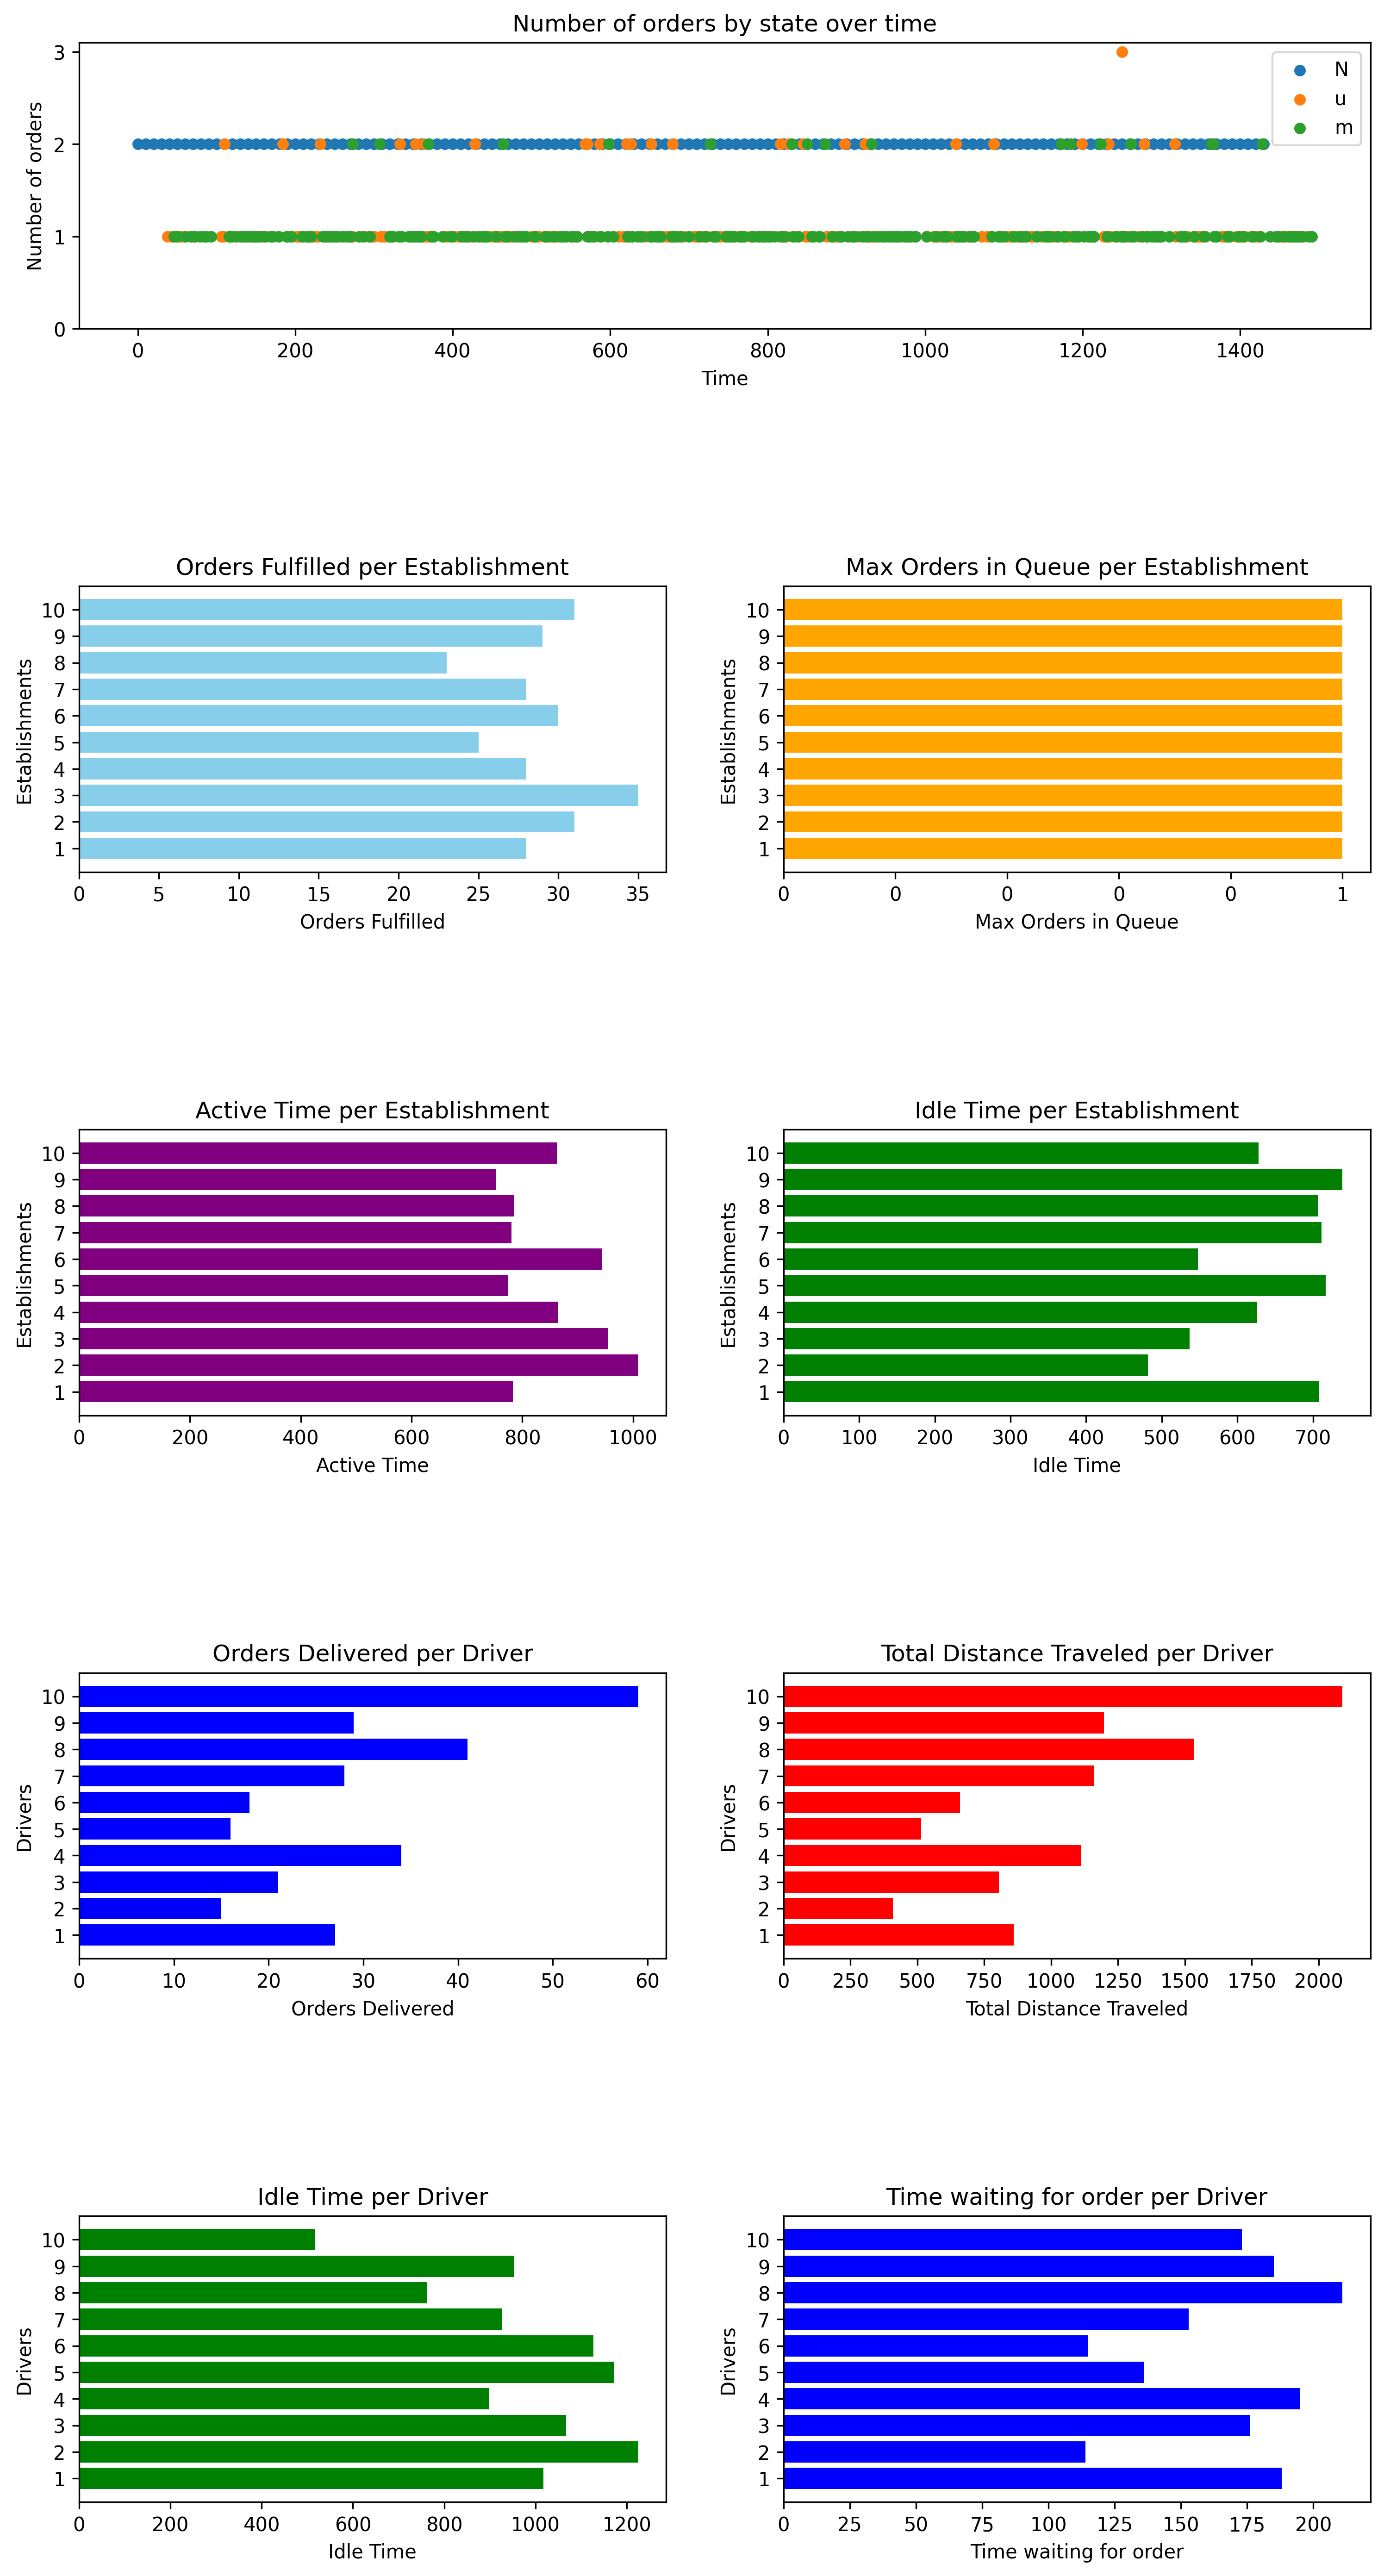 Number of orders by state over time
Number of orders
3
2
1
0
N
u
m
0 200 400 600 800 1000 1200 1400
Time
Orders Fulfilled per Establishment
Establishments
10
9
8
7
6
5
4
3
2
1
0 5 10 15 20 25 30 35
Orders Fulfilled
Max Orders in Queue per Establishment
Establishments
10
9
8
7
6
5
4
3
2
1
0 0 0 0 0 1
Max Orders in Queue
Active Time per Establishment
Establishments
10
9
8
7
6
5
4
3
2
1
0 200 400 600 800 1000
Active Time
Idle Time per Establishment
Establishments
10
9
8
7
6
5
4
3
2
1
0 100 200 300 400 500 600 700
Idle Time
Orders Delivered per Driver
Drivers
10
9
8
7
6
5
4
3
2
1
0 10 20 30 40 50 60
Orders Delivered
Total Distance Traveled per Driver
Drivers
10
9
8
7
6
5
4
3
2
1
0 250 500 750 1000 1250 1500 1750 2000
Total Distance Traveled
Idle Time per Driver
Drivers
10
9
8
7
6
5
4
3
2
1
0 200 400 600 800 1000 1200
Idle Time
Time waiting for order per Driver
Drivers
10
9
8
7
6
5
4
3
2
1
0 25 50 75 100 125 150 175 200
Time waiting for order